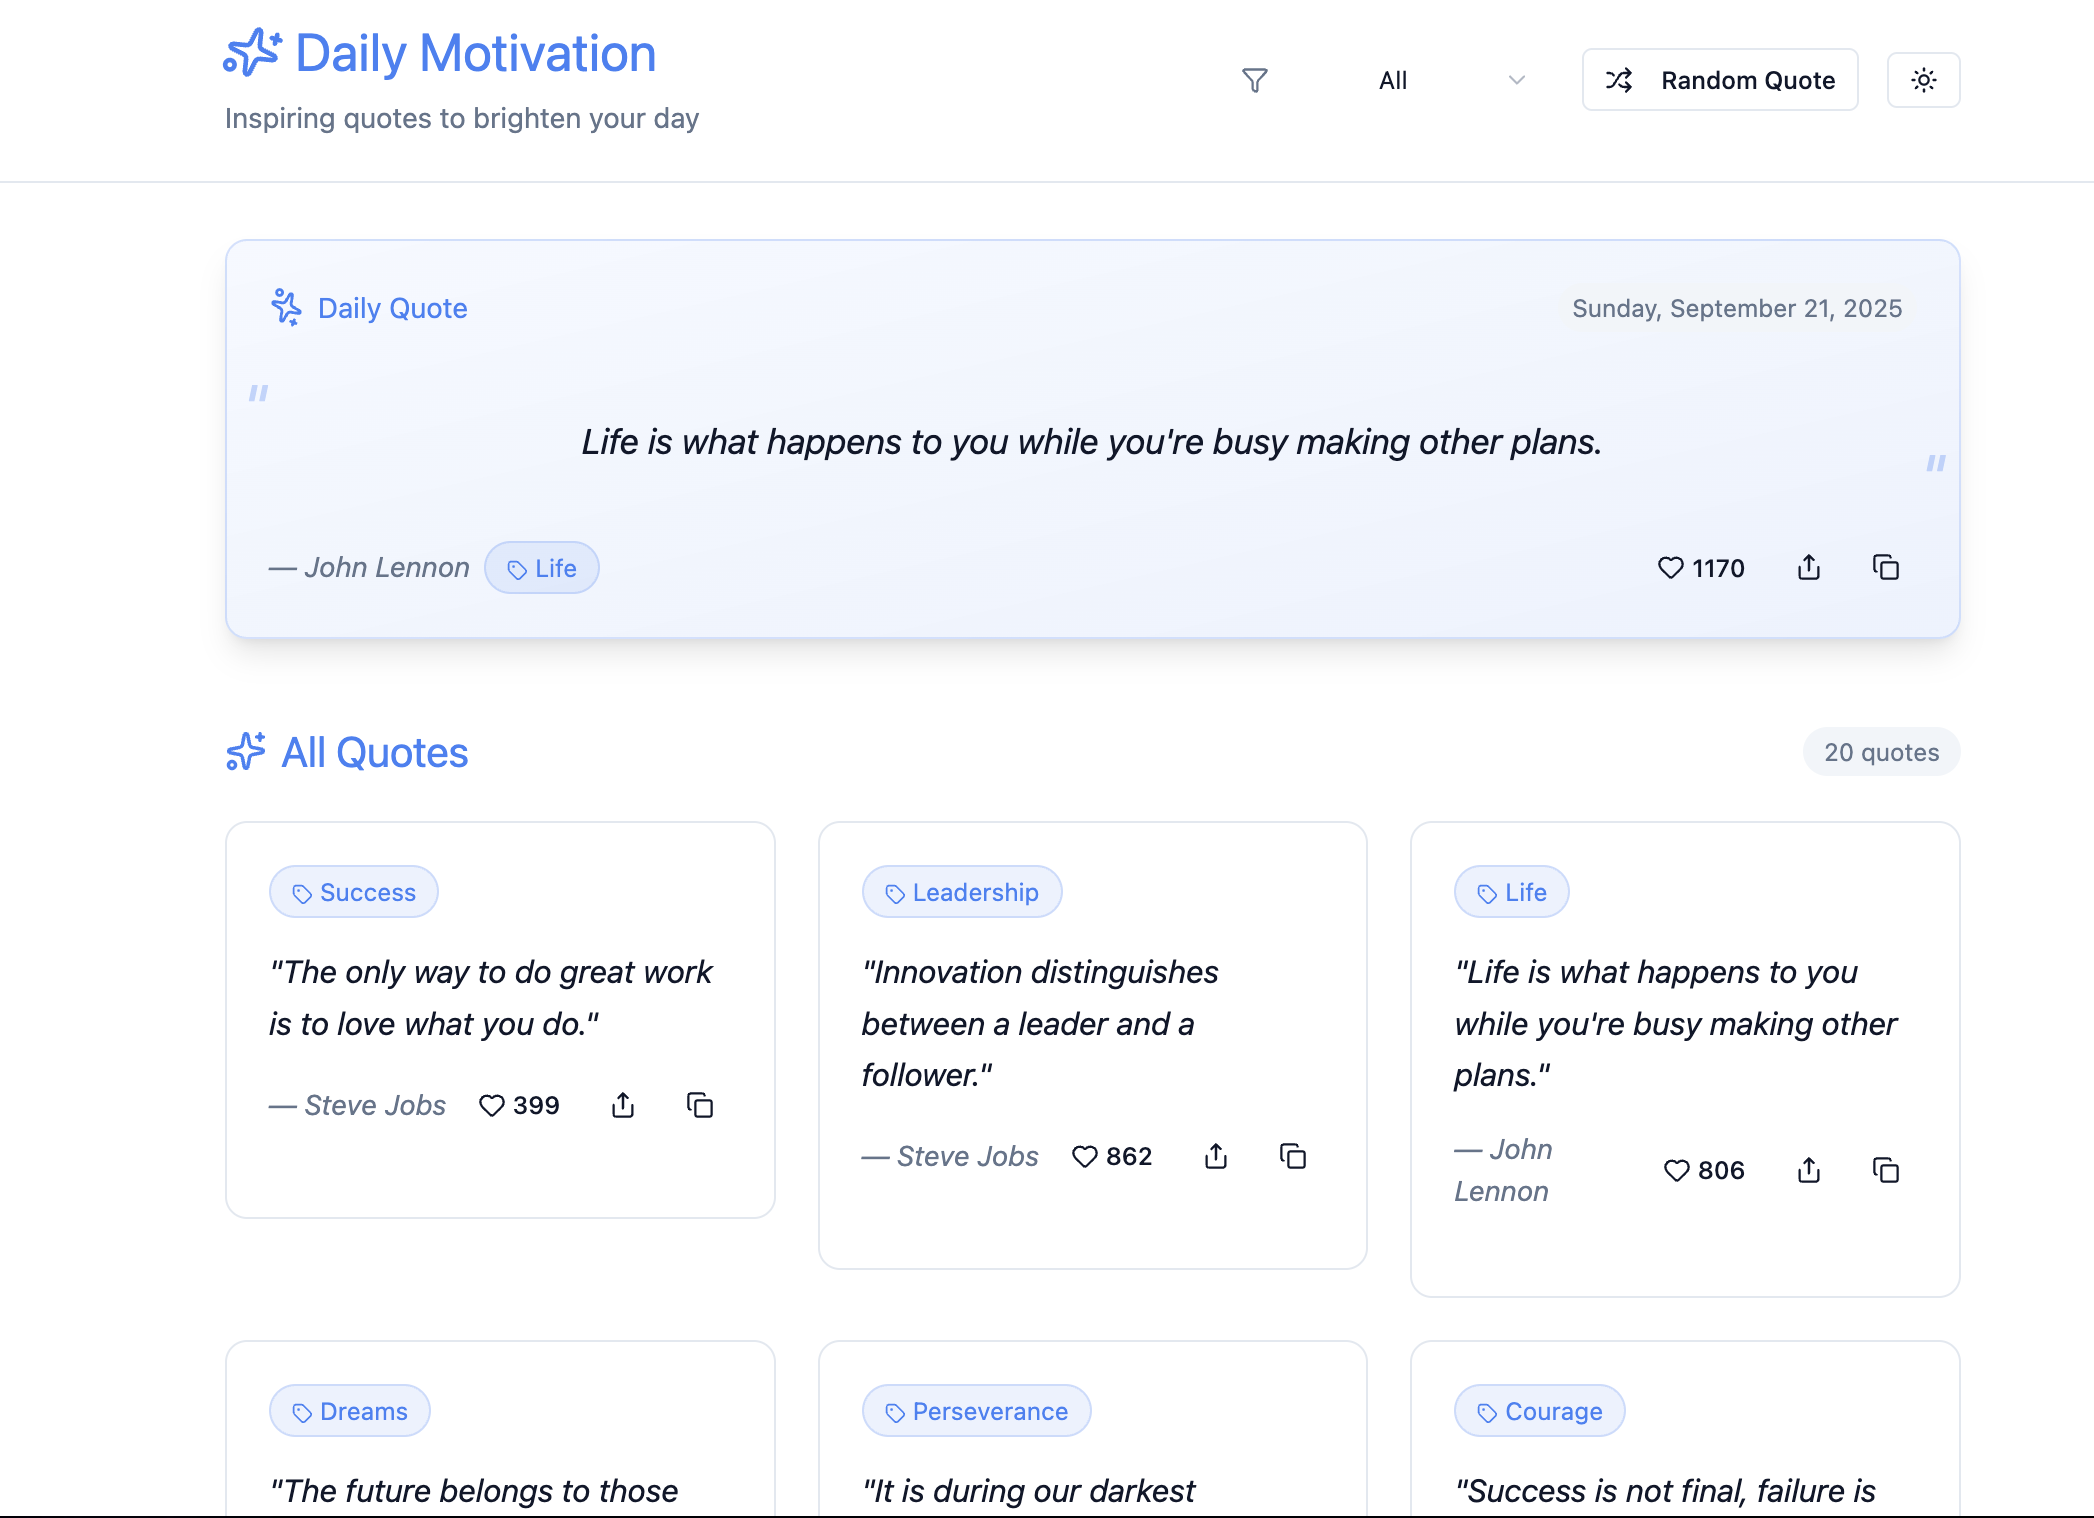 Daily Motivation
Inspiring quotes to brighten your day
All
Random Quote
Daily Quote
Sunday, September 21, 2025
"
Life is what happens to you while you're busy making other plans.
"
— John Lennon
Life
1170
All Quotes
20 quotes
Success
"The only way to do great work
is to love what you do."
— Steve Jobs
399
Leadership
"Innovation distinguishes
between a leader and a
follower."
— Steve Jobs
862
Life
"Life is what happens to you
while you're busy making other
plans."
— John
Lennon
806
Dreams
"The future belongs to those
Perseverance
"It is during our darkest
Courage
"Success is not final, failure is